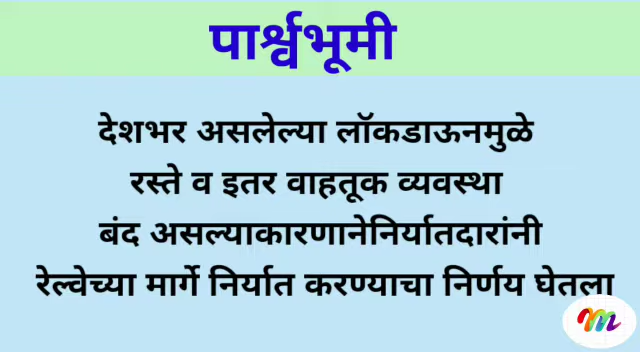 पार्श्वभूमी
देशभर असलेल्या लॉकडाऊनमुळे
रस्ते व इतर वाहतूक व्यवस्था
बंद असल्याकारणानेनिर्यातदारांनी
रेल्वेच्या मार्गे निर्यात करण्याचा निर्णय घेतला
m